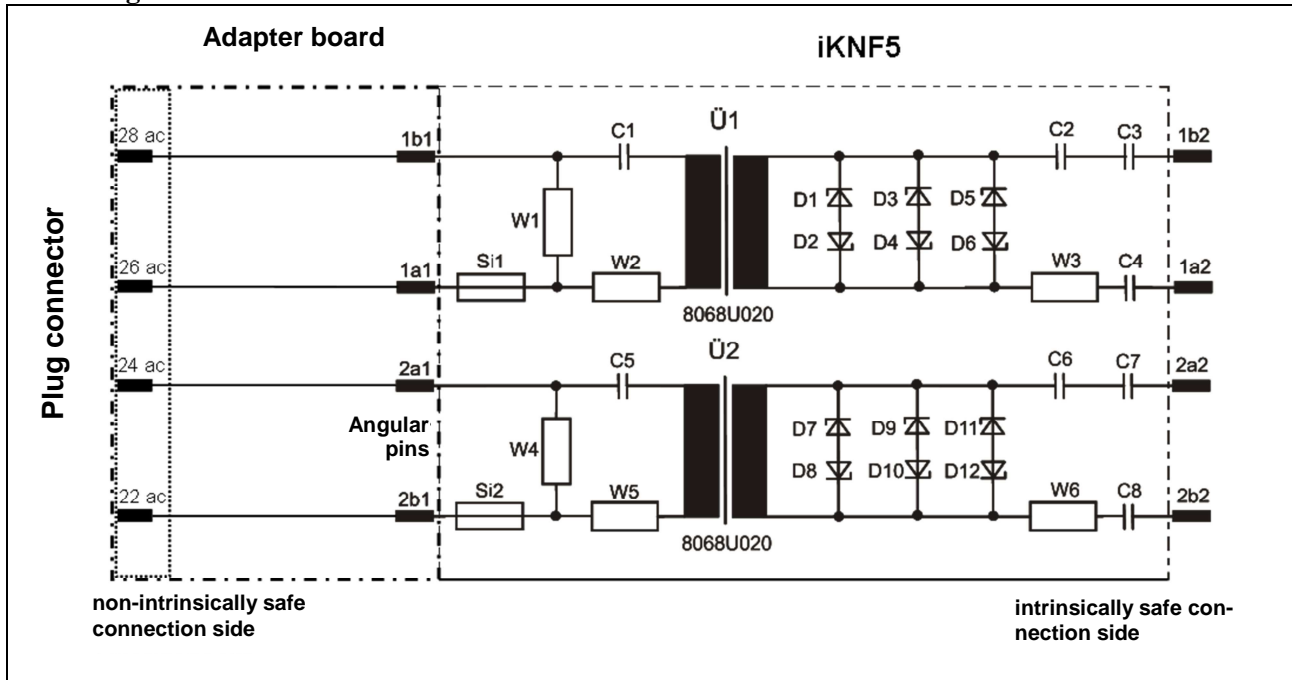 Adapter board
iKNF5
28 ac
1b1
C1
Ü1
C2
C3
1b2
W1
D1
D3
D5
D2
D4
D6
26 ac
1a1
Si1
W2
W3
C4
1a2
8068U020
Plug connector
24 ac
2a1
C5
Ü2
C6
C7
2a2
Angular
pins
W4
D7
D9
D11
D8
D10
D12
22 ac
2b1
Si2
W5
W6
C8
2b2
8068U020
non-intrinsically safe
connection side
intrinsically safe con-
nection side